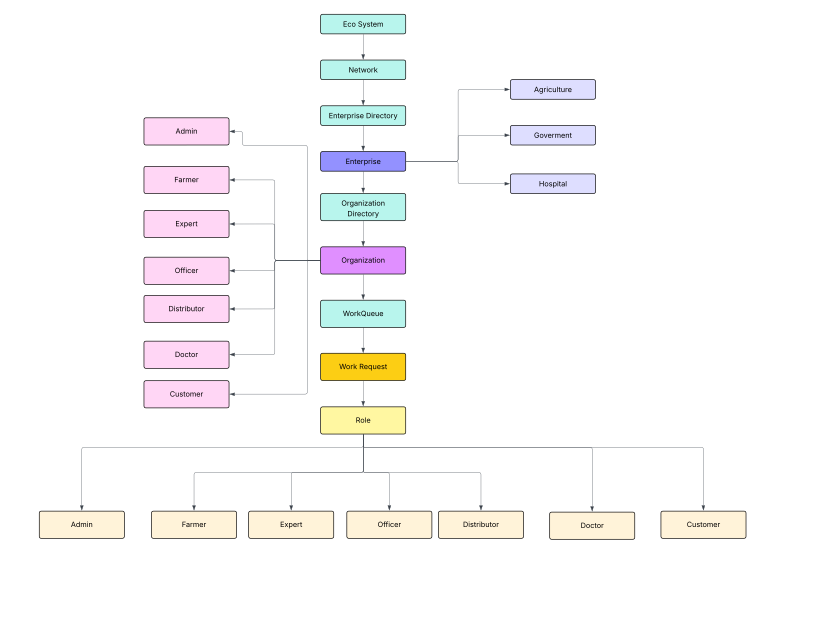 Eco System
Network
Agriculture
Enterprise Directory
Admin
Goverment
Enterprise
Farmer
Hospital
Organization
Directory
Expert
Organization
Officer
Distributor
WorkQueue
Doctor
Work Request
Customer
Role
Admin
Farmer
Expert
Officer
Distributor
Doctor
Customer